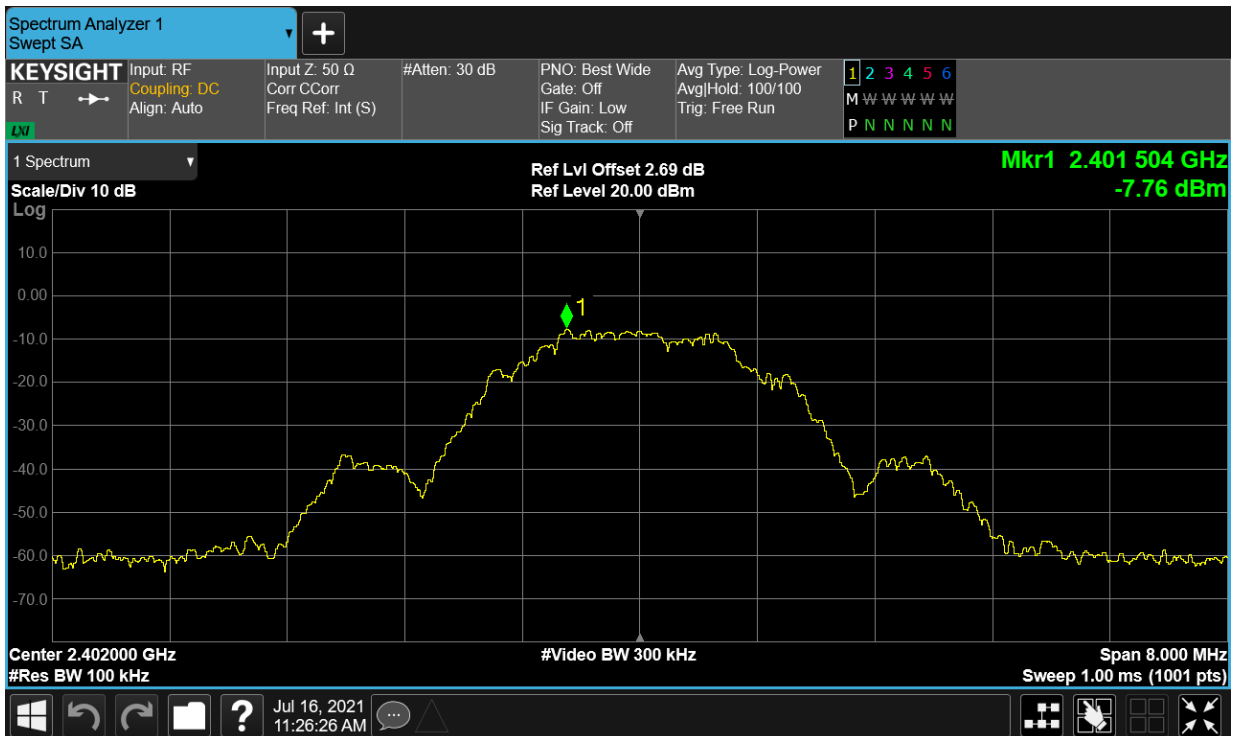 Spectrum Analyzer 1
Swept SA
+
KEYSIGHT
R T
LXI
Input: RF
Coupling: DC
Align: Auto
Input Z: 50 Ω
Corr CCorr
Freq Ref: Int (S)
#Atten: 30 dB
PNO: Best Wide
Gate: Off
IF Gain: Low
Sig Track: Off
Avg Type: Log-Power
Avg|Hold: 100/100
Trig: Free Run
1 2 3 4 5 6
M W W W W W
P N N N N N
1 Spectrum
Scale/Div 10 dB
Log
Ref Lvl Offset 2.69 dB
Ref Level 20.00 dBm
Mkr1 2.401 504 GHz
-7.76 dBm
10.0
0.00
-10.0
-20.0
-30.0
-40.0
-50.0
-60.0
-70.0
1
Center 2.402000 GHz
#Res BW 100 kHz
#Video BW 300 kHz
Span 8.000 MHz
Sweep 1.00 ms (1001 pts)
?
Jul 16, 2021
11:26:26 AM